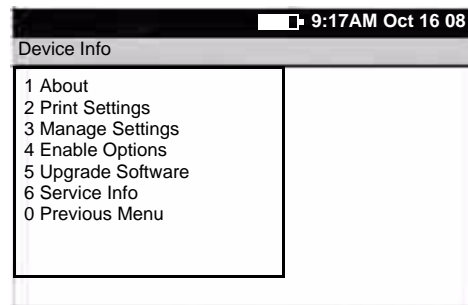 9:17AM Oct 16 08
Device Info
1 About
2 Print Settings
3 Manage Settings
4 Enable Options
5 Upgrade Software
6 Service Info
0 Previous Menu